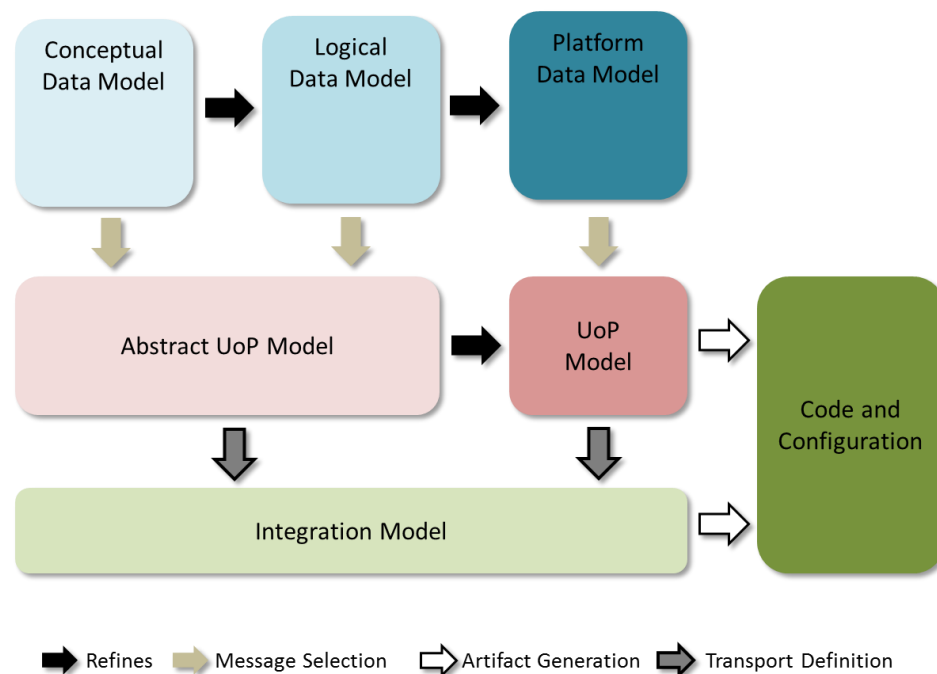 Conceptual
Data Model
Logical
Data Model
Platform
Data Model
Abstract UoP Model
UoP
Model
Code and
Configuration
Integration Model
Refines
Message Selection
Artifact Generation
Transport Definition